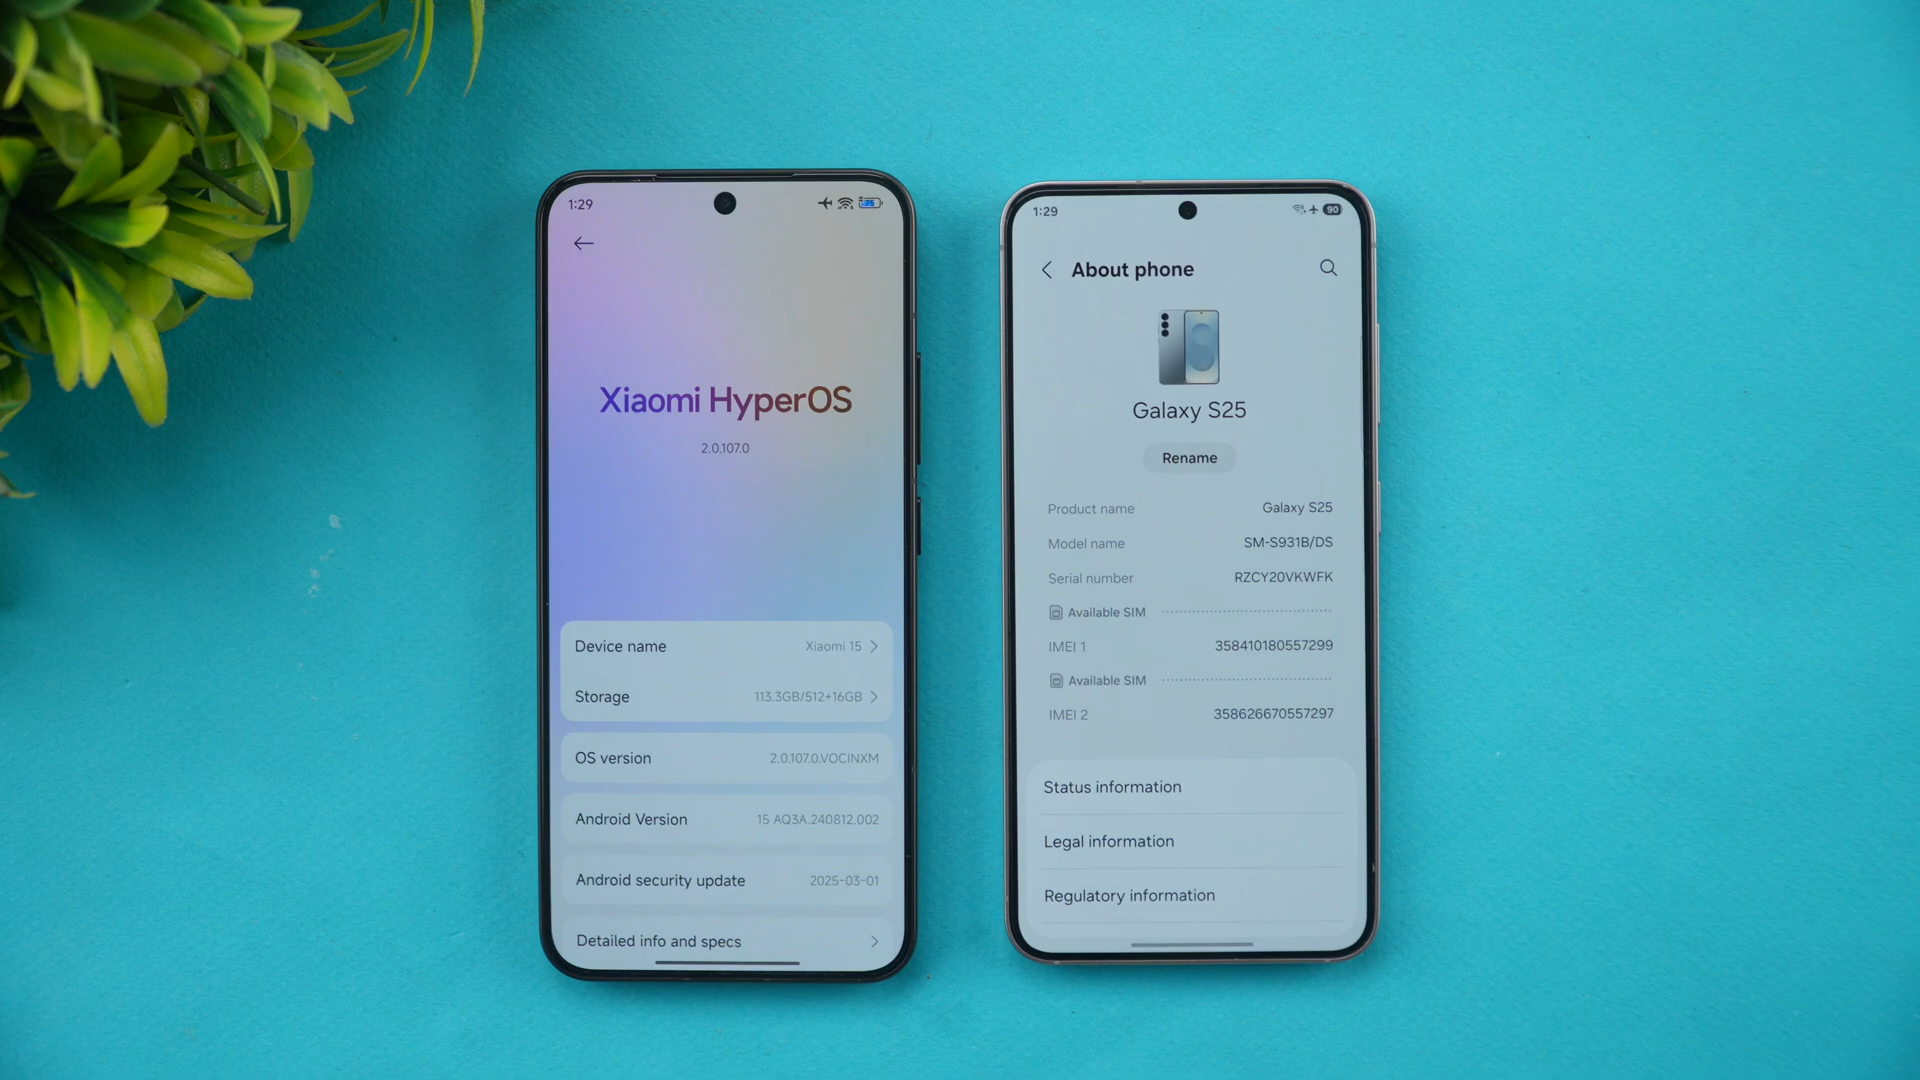 1:29
75
Xiaomi HyperOS
2.0.107.0
Device name Xiaomi 15
Storage 113.3GB/512+16GB
OS version 2.0.107.0.VOCINXM
Android Version 15 AQ3A.240812.002
Android security update 2025-03-01
Detailed info and specs
1:29
90
About phone
Galaxy S25
Rename
Product name Galaxy S25
Model name SM-S931B/DS
Serial number RZCY20VKWFK
Available SIM
IMEI 1 358410180557299
Available SIM
IMEI 2 358626670557297
Status information
Legal information
Regulatory information